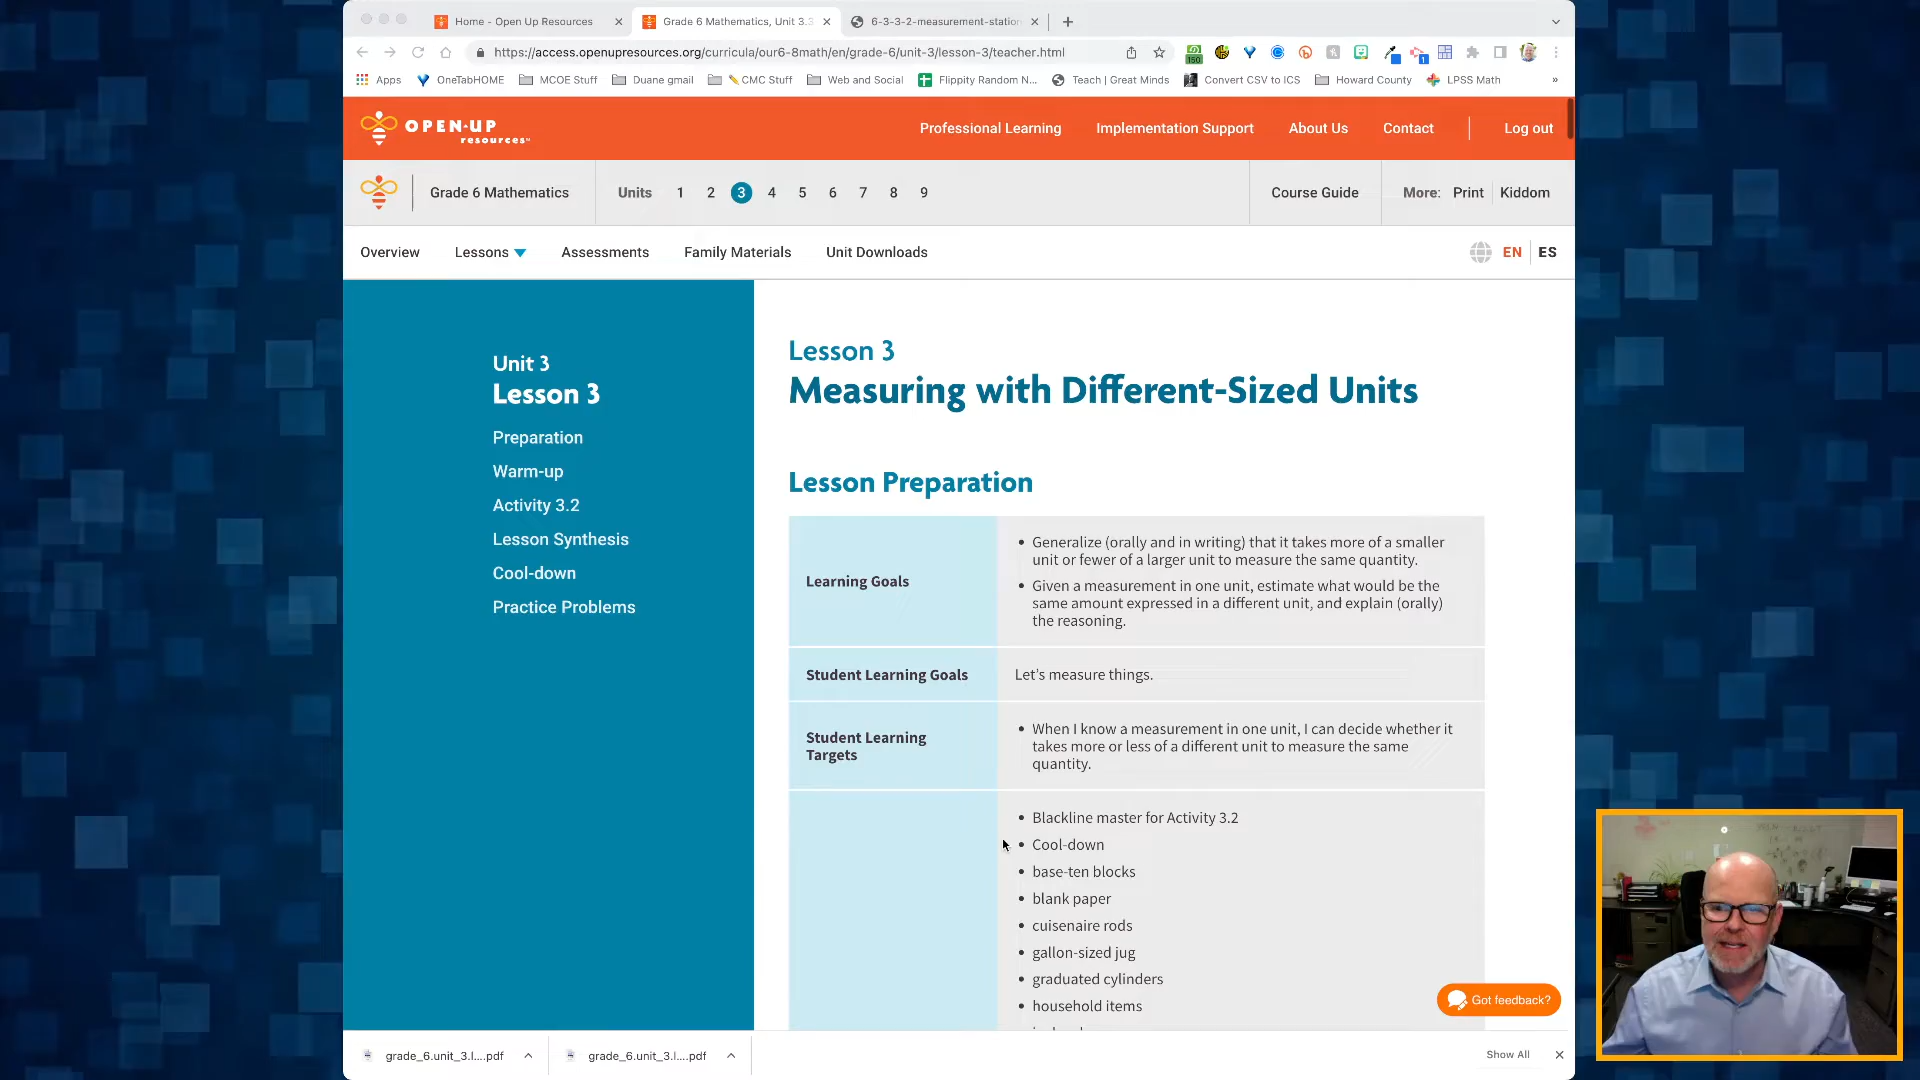 Home - Open Up Resources
Grade 6 Mathematics, Unit 3.3
6-3-3-2-measurement-station
https://access.openupresources.org/curricula/our6-8math/en/grade-6/unit-3/lesson-3/teacher.html
150
1
Apps
OneTabHOME
MCOE Stuff
Duane gmail
CMC Stuff
Web and Social
Flippity Random N...
Teach | Great Minds
Convert CSV to ICS
Howard County
LPSS Math
»
OPEN-UP
resources™
Professional Learning
Implementation Support
About Us
Contact
Log out
Grade 6 Mathematics
Units 1 2 3 4 5 6 7 8 9
Course Guide
More: Print Kiddom
Overview
Lessons
Assessments
Family Materials
Unit Downloads
EN ES
Unit 3
Lesson 3
Preparation
Warm-up
Activity 3.2
Lesson Synthesis
Cool-down
Practice Problems
Lesson 3
Measuring with Different-Sized Units
Lesson Preparation
Learning Goals
• Generalize (orally and in writing) that it takes more of a smaller
unit or fewer of a larger unit to measure the same quantity.
• Given a measurement in one unit, estimate what would be the
same amount expressed in a different unit, and explain (orally)
the reasoning.
Student Learning Goals
Let's measure things.
Student Learning
Targets
• When I know a measurement in one unit, I can decide whether it
takes more or less of a different unit to measure the same
quantity.
• Blackline master for Activity 3.2
• Cool-down
• base-ten blocks
• blank paper
• cuisenaire rods
• gallon-sized jug
• graduated cylinders
• household items
Got feedback?
grade_6.unit_3.l....pdf
grade_6.unit_3.l....pdf
Show All